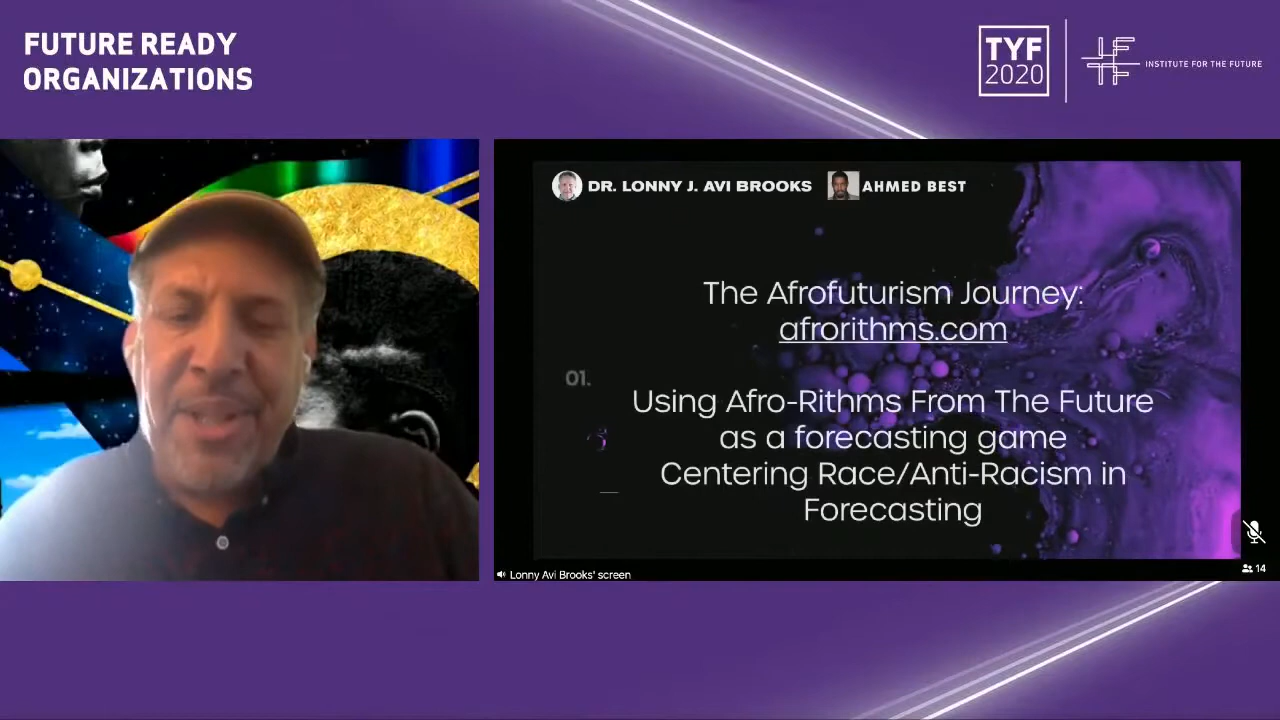 FUTURE READY
ORGANIZATIONS
TYF
2020
INSTITUTE FOR THE FUTURE
DR. LONNY J. AVI BROOKS
AHMED BEST
The Afrofuturism Journey:
afrorithms.com
01.
Using Afro-Rithms From The Future
as a forecasting game
Centering Race/Anti-Racism in
Forecasting
Lonny Avi Brooks' screen
14